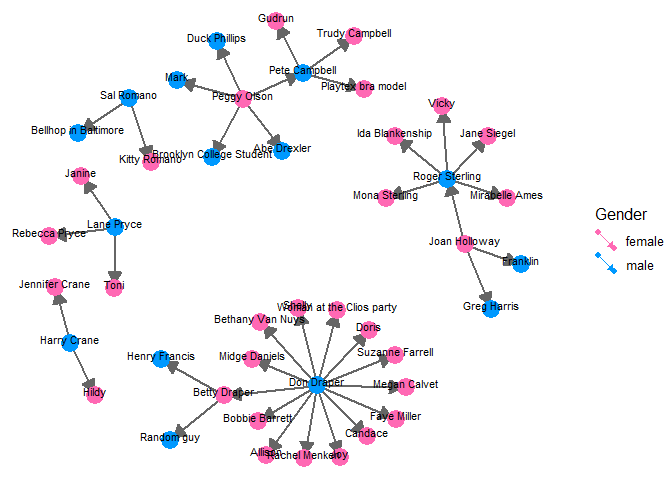 Gudrun
Trudy Campbell
Duck Phillips
Pete Campbell
Mark
Playtex bra model
Sal Romano
Peggy Olson
Vicky
Bellhop in Baltimore
Ida Blankenship
Jane Siegel
Abe Drexler
Kitty Romano
Brooklyn College Student
Janine
Roger Sterling
Mona Sterling
Mirabelle Ames
Gender
Lane Pryce
Rebecca Pryce
Joan Holloway
female
Franklin
male
Jennifer Crane
Toni
Shelly
Woman at the Clios party
Greg Harris
Bethany Van Nuys
Doris
Harry Crane
Henry Francis
Midge Daniels
Suzanne Farrell
Don Draper
Megan Calvet
Hildy
Betty Draper
Bobbie Barrett
Faye Miller
Random guy
Candace
Allison
Rachel Menken
Joy